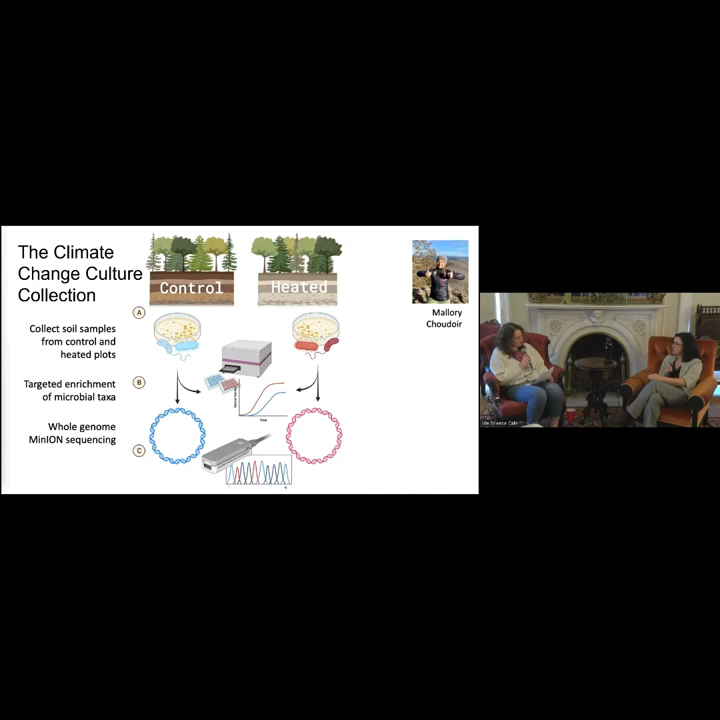 The Climate
Change Culture
Collection
Control
Heated
Mallory
Choudoir
A
Collect soil samples
from control and
heated plots
B
Targeted enrichment
of microbial taxa
Time
Whole genome
MinION sequencing
C
Life Science Cafe